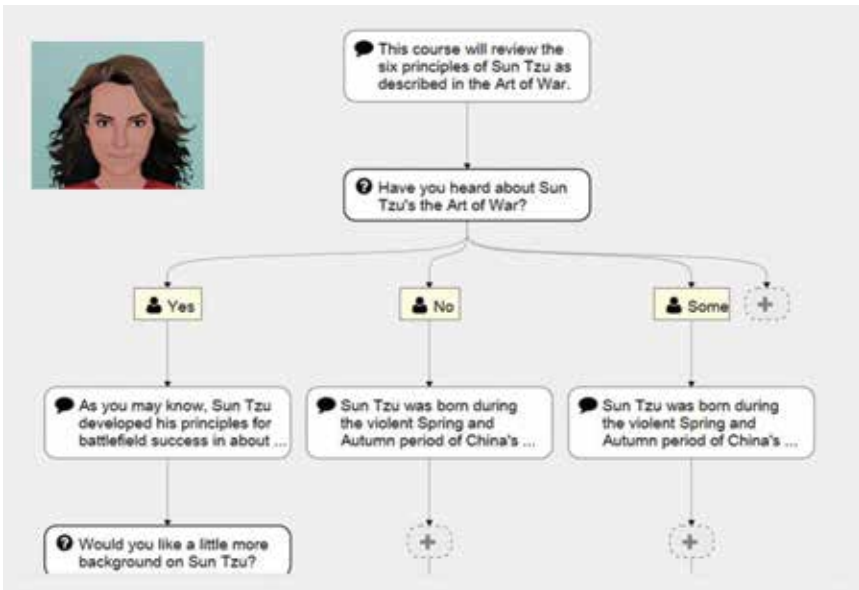 This course will review the
six principles of Sun Tzu as
described in the Art of War.
Have you heard about Sun
Tzu's the Art of War?
Yes
No
Some
As you may know, Sun Tzu
developed his principles for
battlefield success in about ...
Sun Tzu was born during
the violent Spring and
Autumn period of China's ...
Sun Tzu was born during
the violent Spring and
Autumn period of China's ...
Would you like a little more
background on Sun Tzu?